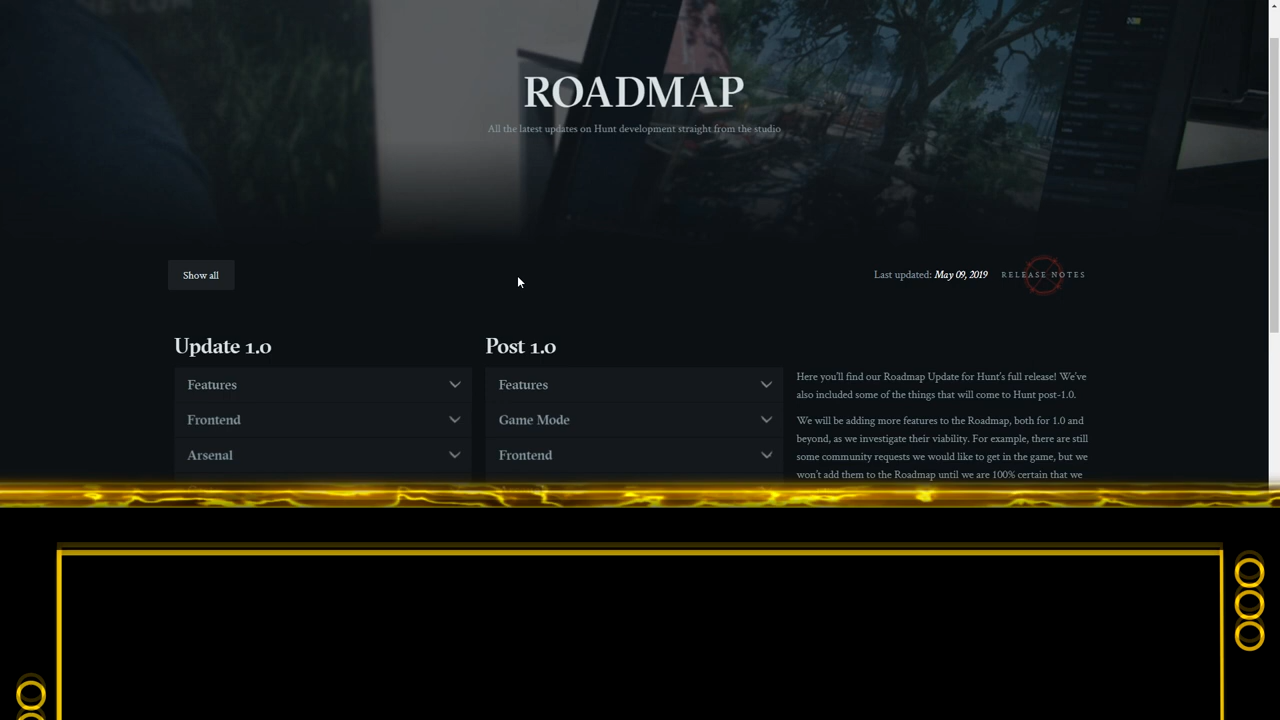 ROADMAP
All the latest updates on Hunt development straight from the studio
Show all
Last updated: May 09, 2019
RELEASE NOTES
Update 1.0
Features
Frontend
Arsenal
Post 1.0
Features
Game Mode
Frontend
Here you'll find our Roadmap Update for Hunt's full release! We've
also included some of the things that will come to Hunt post-1.0.
We will be adding more features to the Roadmap, both for 1.0 and
beyond, as we investigate their viability. For example, there are still
some community requests we would like to get in the game, but we
won't add them to the Roadmap until we are 100% certain that we